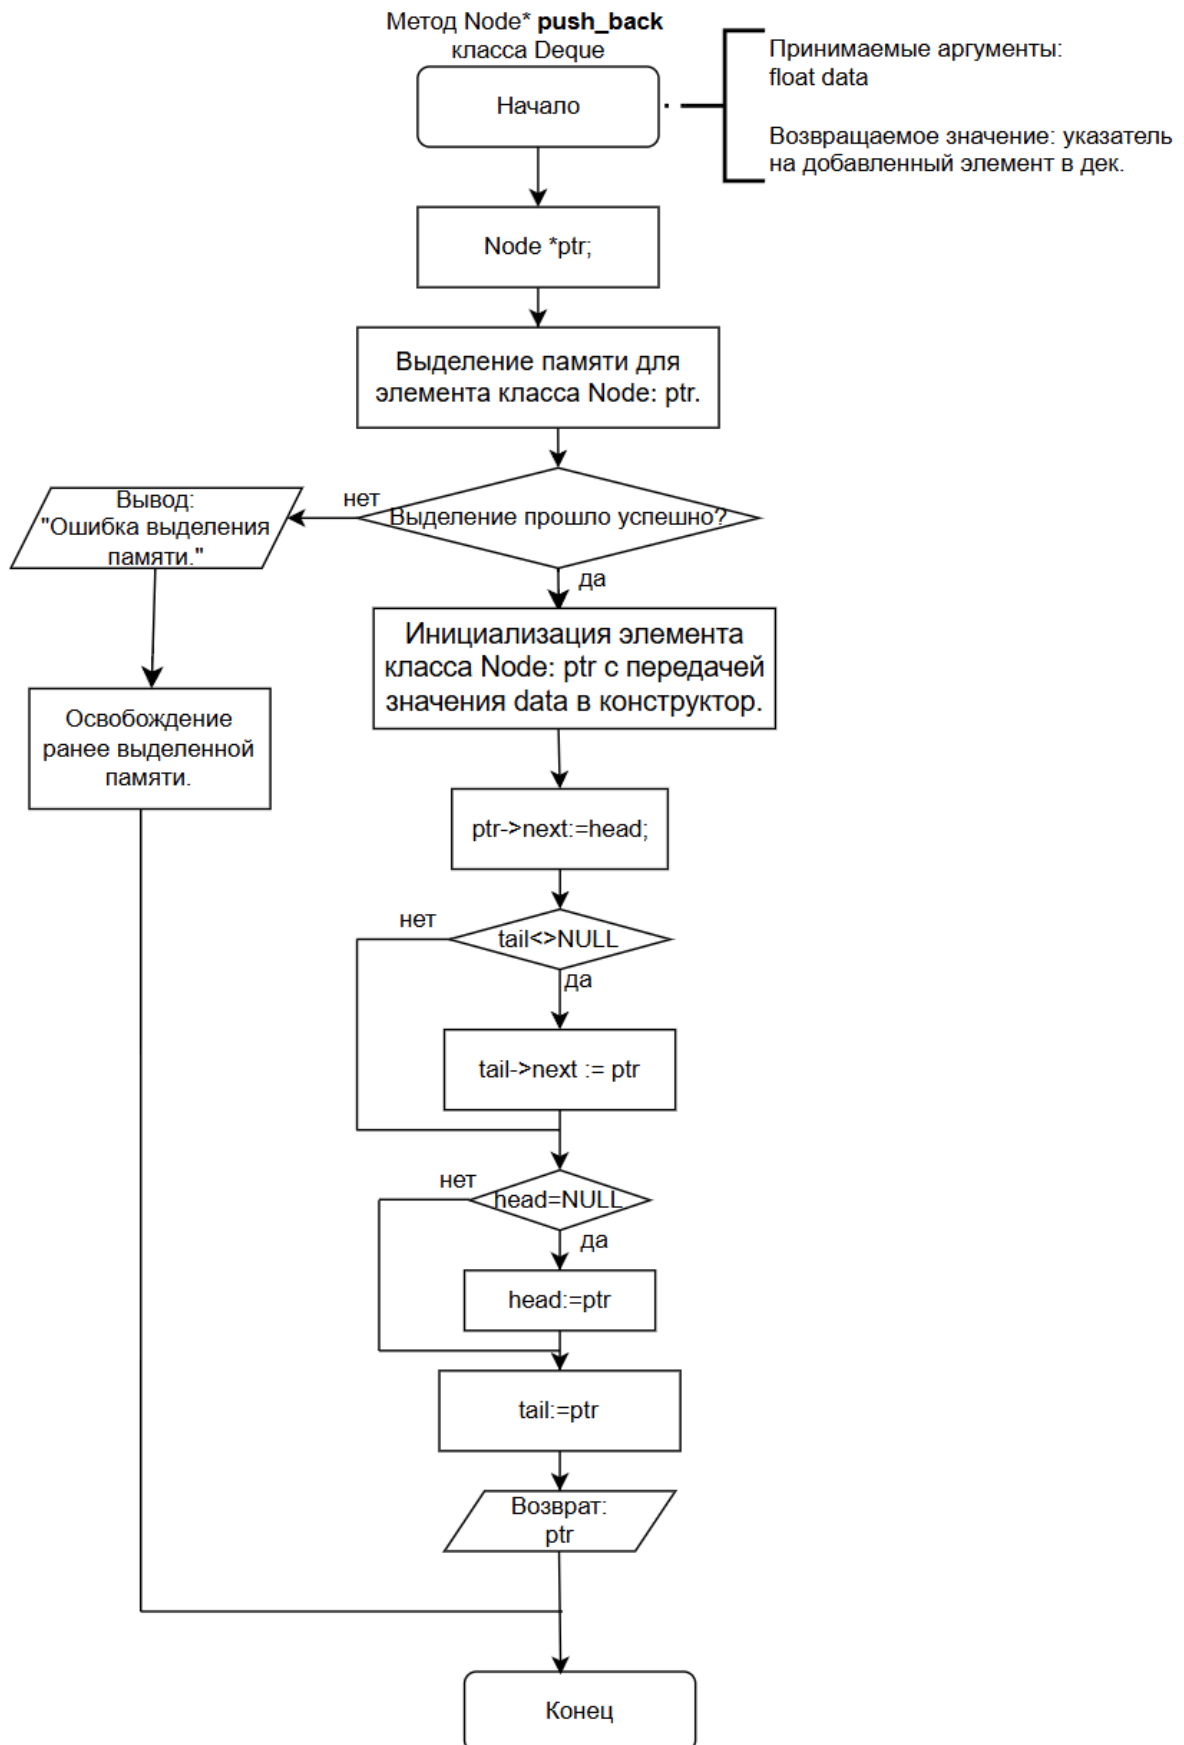 Метод Node* push_back
класса Deque
Начало
Принимаемые аргументы:
float data
Возвращаемое значение: указатель
на добавленный элемент в дек.
Node *ptr;
Выделение памяти для
элемента класса Node: ptr.
Выделение прошло успешно?
нет
Вывод:
"Ошибка выделения
памяти."
да
Освобождение
ранее выделенной
памяти.
Инициализация элемента
класса Node: ptr с передачей
значения data в конструктор.
ptr->next:=head;
нет
tail<>NULL
да
tail->next := ptr
нет
head=NULL
да
head:=ptr
tail:=ptr
Возврат:
ptr
Конец